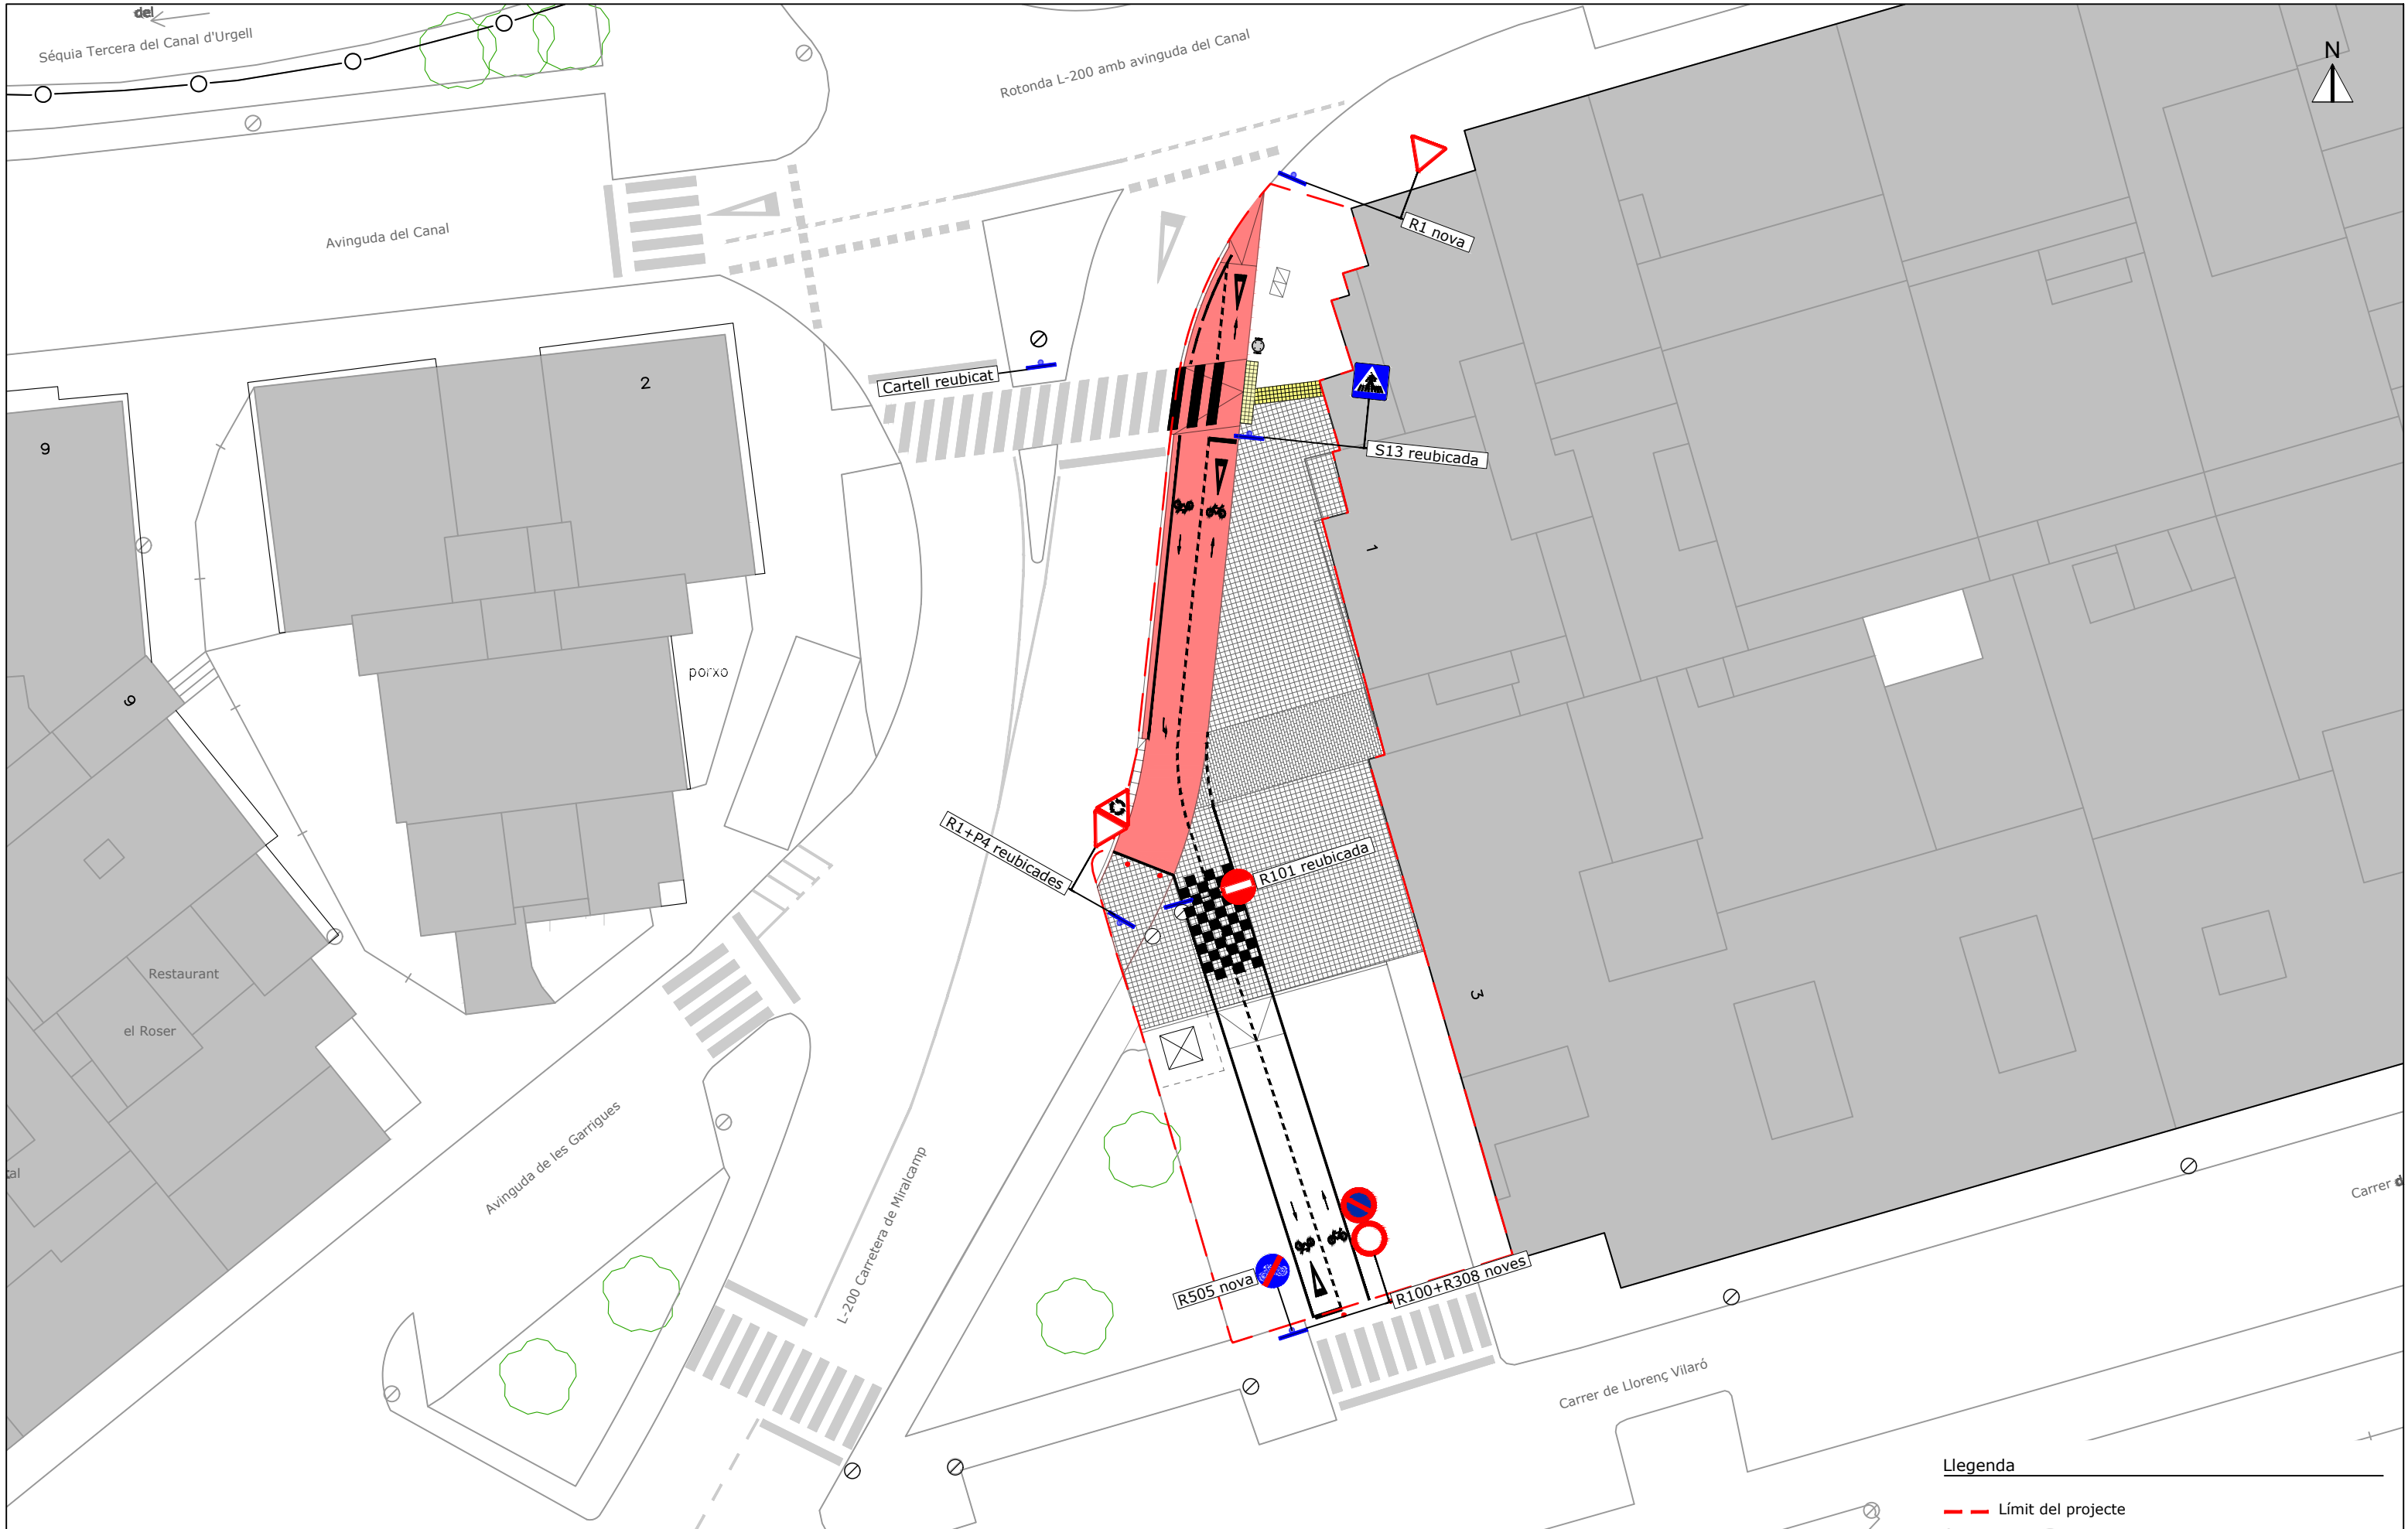 del
Séquia Tercera del Canal d'Urgell
Rotonda L-200 amb avinguda del Canal
N
Avinguda del Canal
R1 nova
Cartell reubicat
2
9
S13 reubicada
1
porxo
9
R1+P4 reubicades
R101 reubicada
Restaurant
el Roser
3
Avinguda de les Garrigues
L-200 Carretera de Miralcamp
Carrer d
R505 nova
R100+R308 noves
Carrer de Llorenç Vilaró
Llegenda
Límit del projecte